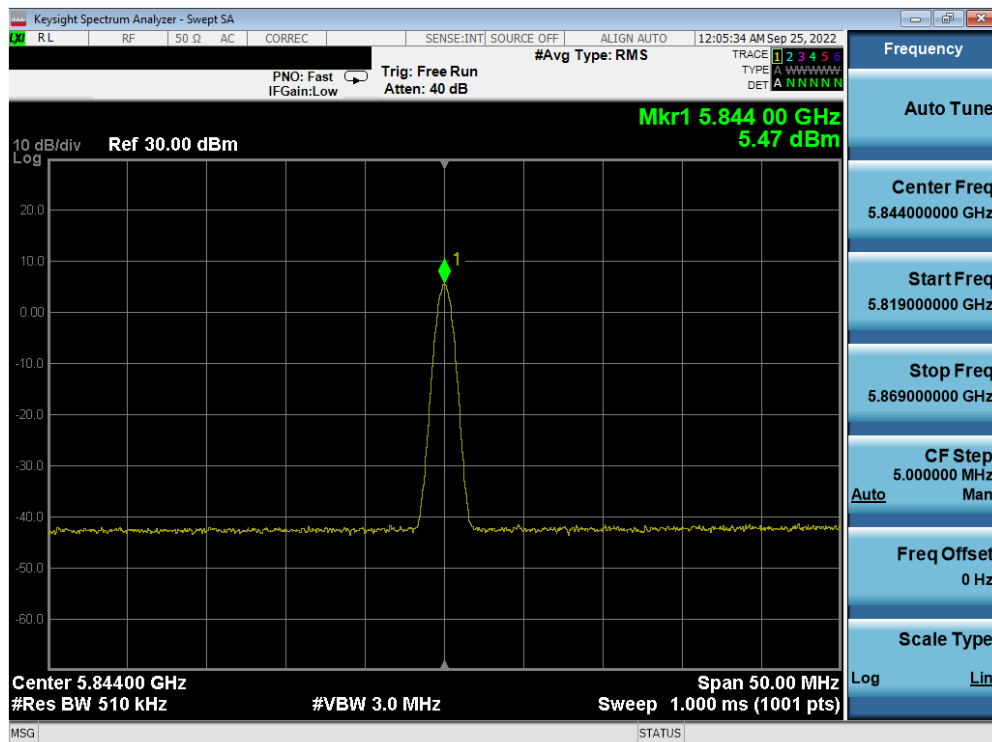 Keysight Spectrum Analyzer - Swept SA
LXI RL RF 50 Ω AC CORREC SENSE:INT SOURCE OFF ALIGN AUTO 12:05:34 AM Sep 25, 2022
#Avg Type: RMS
TRACE 1 2 3 4 5 6
PNO: Fast Trig: Free Run
TYPE A WWWWW
IFGain:Low Atten: 40 dB
DET A N N N N N
Mkr1 5.844 00 GHz
5.47 dBm
10 dB/div Ref 30.00 dBm
Log
20.0
10.0
1
0.00
-10.0
-20.0
-30.0
-40.0
-50.0
-60.0
Center 5.84400 GHz Span 50.00 MHz
#Res BW 510 kHz #VBW 3.0 MHz Sweep 1.000 ms (1001 pts)
MSG STATUS
Frequency
Auto Tune
Center Freq
5.844000000 GHz
Start Freq
5.819000000 GHz
Stop Freq
5.869000000 GHz
CF Step
5.000000 MHz
Auto Man
Freq Offset
0 Hz
Scale Type
Log Lin